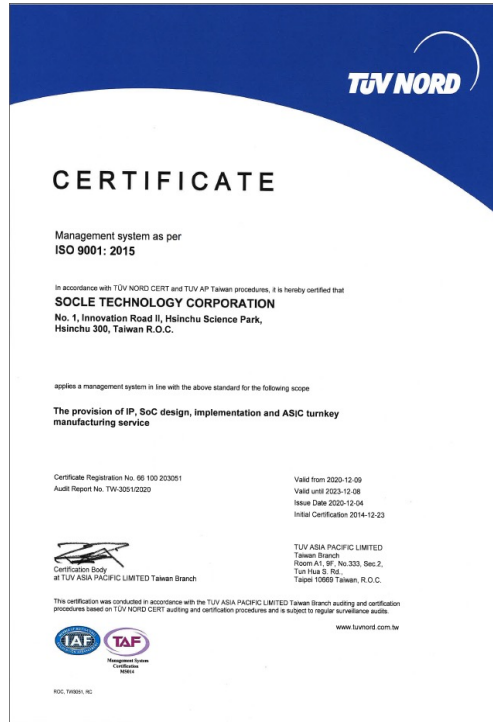 TÜV NORD
CERTIFICATE
Management system as per
ISO 9001: 2015
In accordance with TÜV NORD CERT and TUV AP Taiwan procedures, it is hereby certified that
SOCLE TECHNOLOGY CORPORATION
No. 1, Innovation Road II, Hsinchu Science Park,
Hsinchu 300, Taiwan R.O.C.
applies a management system in line with the above standard for the following scope
The provision of IP, SoC design, implementation and ASIC turnkey
manufacturing service
Certificate Registration No. 66 100 203051
Audit Report No. TW-3051/2020
Valid from 2020-12-09
Valid until 2023-12-08
Issue Date 2020-12-04
Initial Certification 2014-12-23
Certification Body
at TUV ASIA PACIFIC LIMITED Taiwan Branch
TUV ASIA PACIFIC LIMITED
Taiwan Branch
Room A1, 9F, No.333, Sec.2,
Tun Hua S. Rd.,
Taipei 10669 Taiwan, R.O.C.
This certification was conducted in accordance with the TUV ASIA PACIFIC LIMITED Taiwan Branch auditing and certification
procedures based on TÜV NORD CERT auditing and certification procedures and is subject to regular surveillance audits.
www.tuvnord.com.tw
IAF
TAF
Management System
Certification
MS014
ROC, TW3051, RC